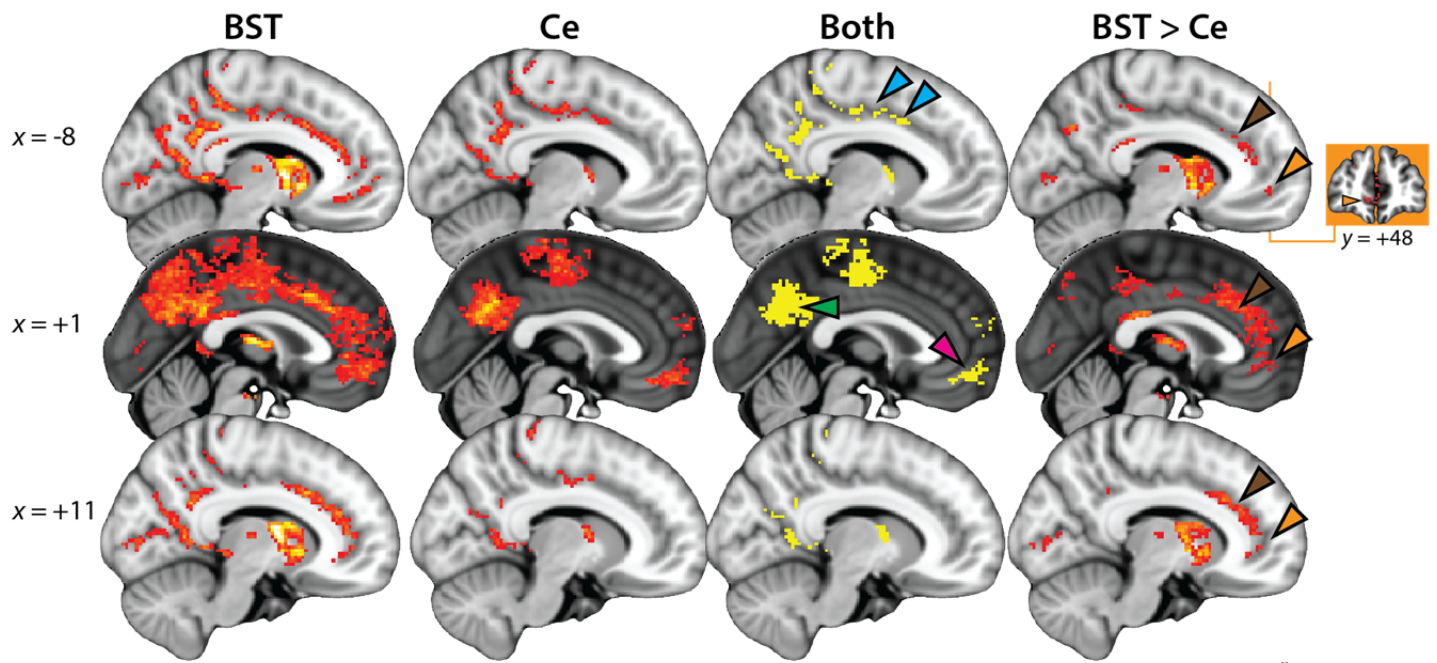 BST Ce Both BST > Ce
x = -8
y = +48
x = +1
x = +11